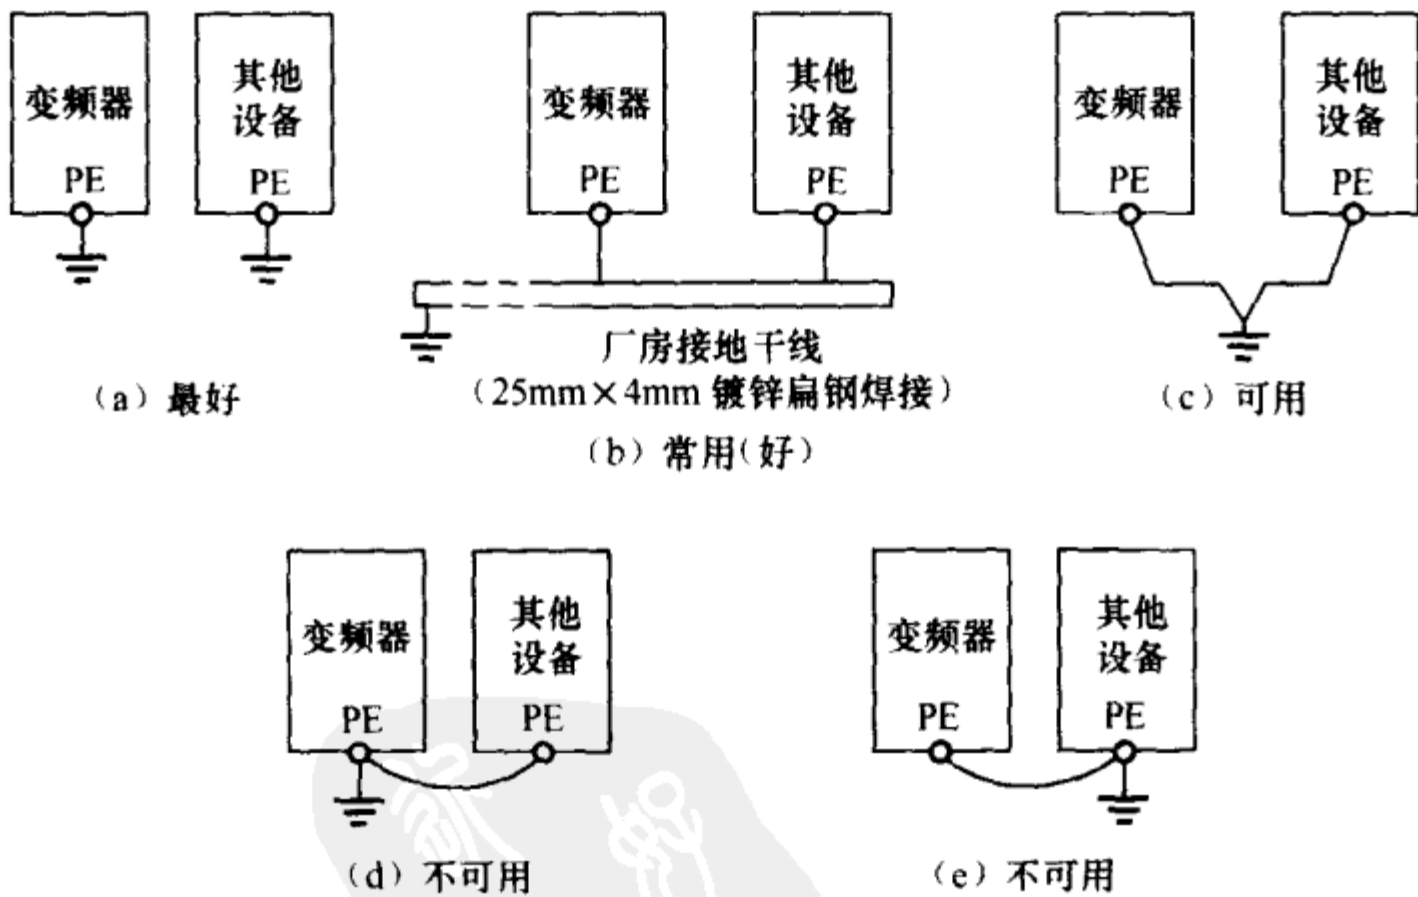 变频器
PE
其他
设备
PE
(a) 最好
变频器
PE
其他
设备
PE
厂房接地干线
(25mm×4mm 镀锌扁钢焊接)
(b) 常用(好)
变频器
PE
其他
设备
PE
(c) 可用
变频器
PE
其他
设备
PE
(d) 不可用
变频器
PE
其他
设备
PE
(e) 不可用